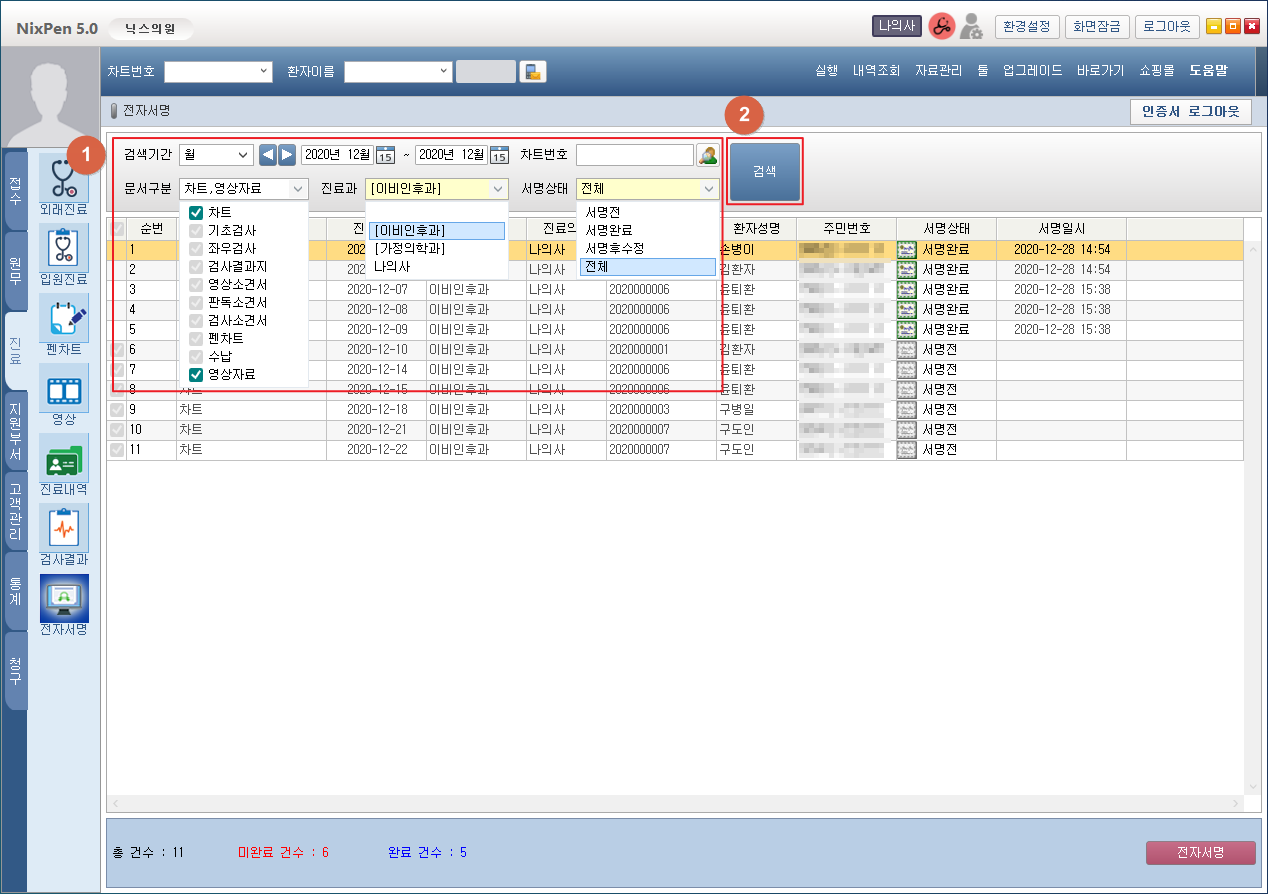 NixPen 5.0 닉스의원 나의사 환경설정 화면잠금 로그아웃
차트번호 환자이름 실행 내역조회 자료관리 툴 업그레이드 바로가기 쇼핑몰 도움말
전자서명 인증서 로그아웃
1
2
검색기간 월 2020년 12월 15 ~ 2020년 12월 15 차트번호
검색
문서구분 차트,영상자료 진료과 [이비인후과] 서명상태 전체
차트
기초검사
좌우검사
검사결과지
영상소견서
판독소견서
검사소견서
펜차트
수납
영상자료
[이비인후과]
[가정의학과]
나의사
서명전
서명완료
서명후수정
전체
순번 진 진료의 환자성명 주민번호 서명상태 서명일시
1 202 나의사 손병이 서명완료 2020-12-28 14:54
2 202 나의사 김환자 서명완료 2020-12-28 14:54
3 2020-12-07 이비인후과 나의사 2020000006 윤퇴환 서명완료 2020-12-28 15:38
4 2020-12-08 이비인후과 나의사 2020000006 윤퇴환 서명완료 2020-12-28 15:38
5 2020-12-09 이비인후과 나의사 2020000006 윤퇴환 서명완료 2020-12-28 15:38
6 2020-12-10 이비인후과 나의사 2020000001 김환자 서명전
7 2020-12-14 이비인후과 나의사 2020000006 윤퇴환 서명전
8 차트 2020-12-15 이비인후과 나의사 2020000006 윤퇴환 서명전
9 차트 2020-12-18 이비인후과 나의사 2020000003 구병일 서명전
10 차트 2020-12-21 이비인후과 나의사 2020000007 구도인 서명전
11 차트 2020-12-22 이비인후과 나의사 2020000007 구도인 서명전
접수
원무
진료
지원부서
고객관리
통계
청구
외래진료
입원진료
펜차트
영상
진료내역
검사결과
전자서명
총 건수 : 11 미완료 건수 : 6 완료 건수 : 5 전자서명